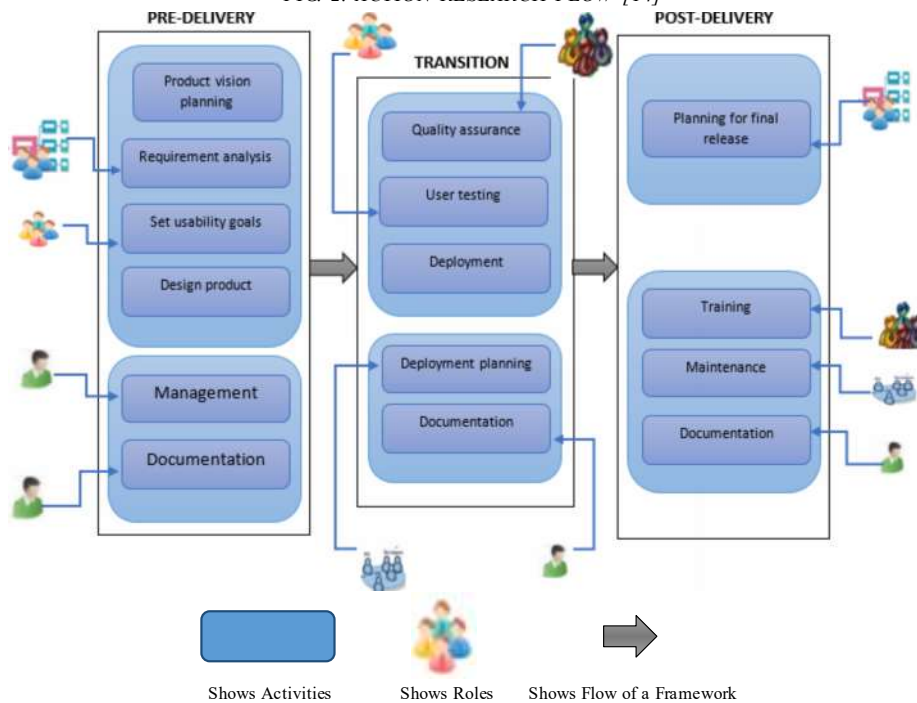 PRE-DELIVERY
Product vision
planning
Requirement analysis
Set usability goals
Design product
Management
Documentation
TRANSITION
Quality assurance
User testing
Deployment
Deployment planning
Documentation
POST-DELIVERY
Planning for final
release
Training
Maintenance
Documentation
Shows Activities
Shows Roles
Shows Flow of a Framework